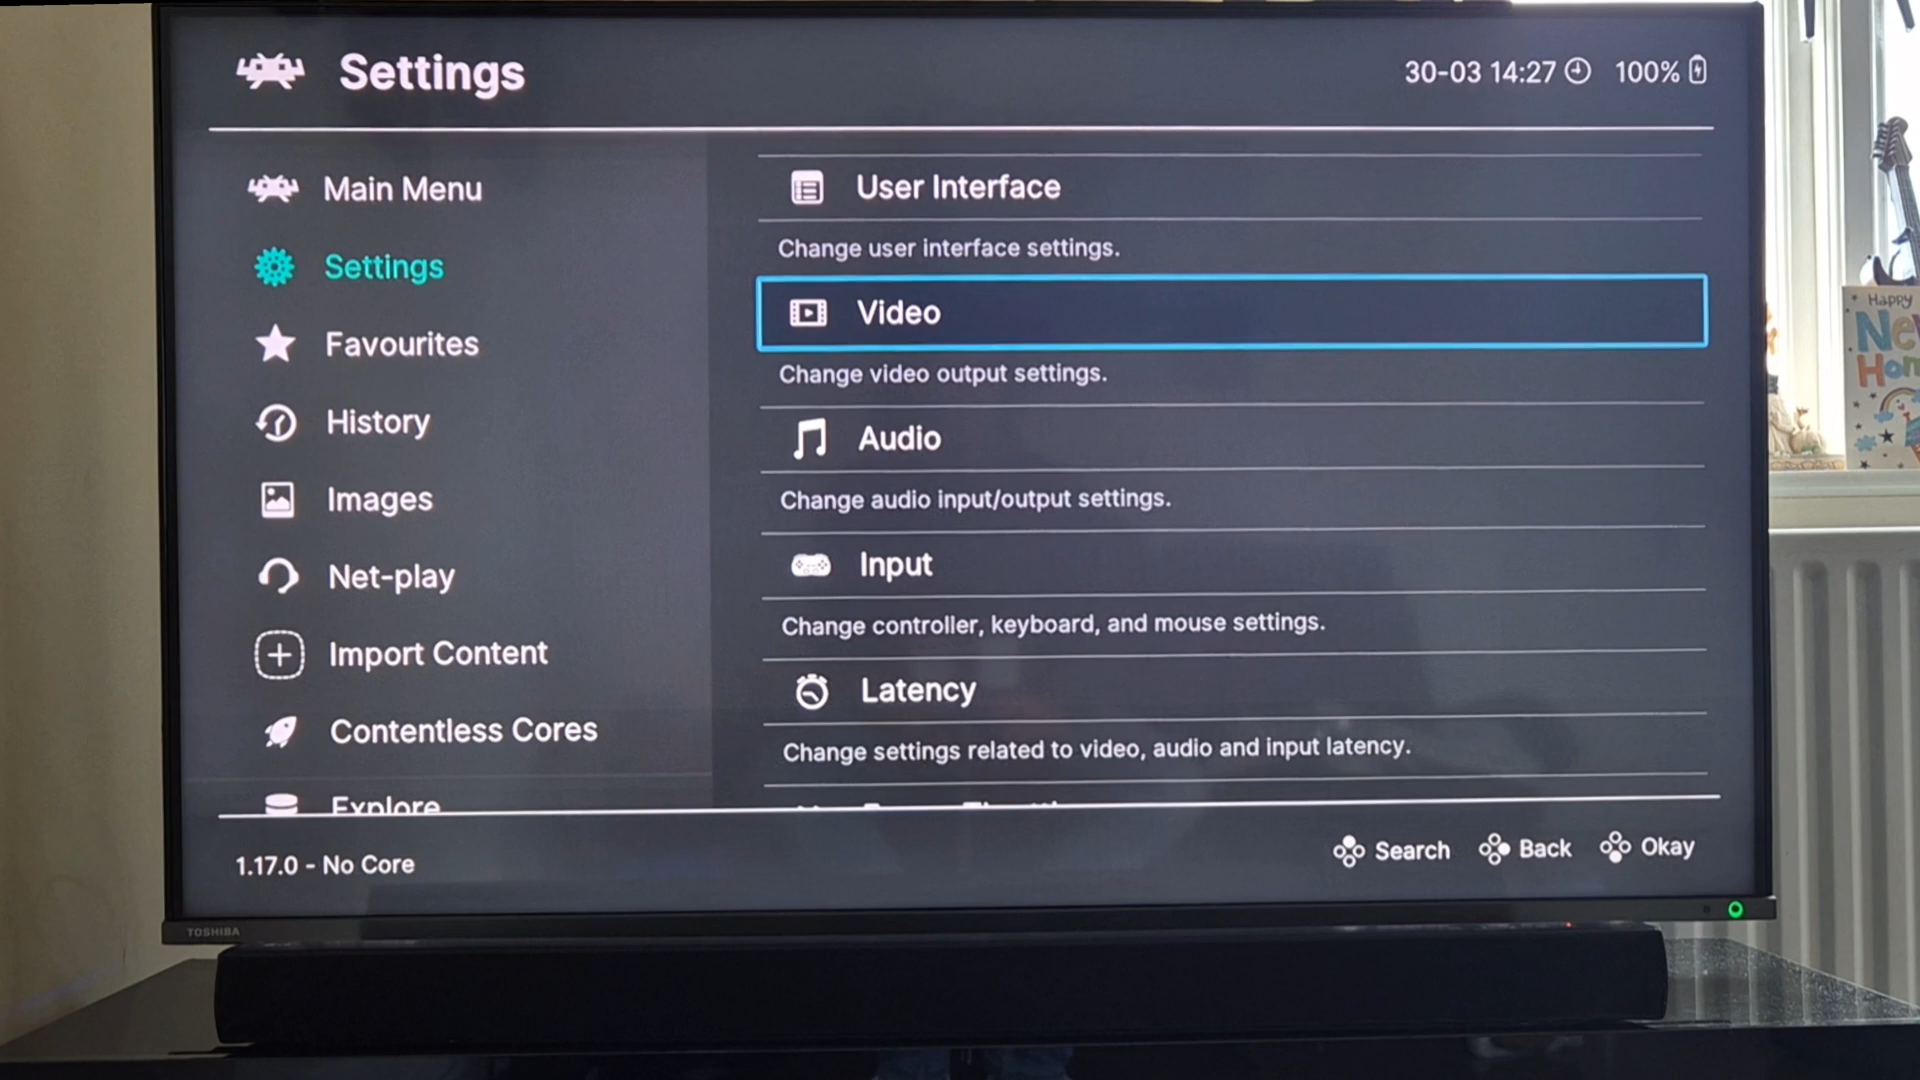 Settings
30-03 14:27
100%
Main Menu
Settings
Favourites
History
Images
Net-play
Import Content
Contentless Cores
Explore
User Interface
Change user interface settings.
Video
Change video output settings.
Audio
Change audio input/output settings.
Input
Change controller, keyboard, and mouse settings.
Latency
Change settings related to video, audio and input latency.
1.17.0 - No Core
Search
Back
Okay
TOSHIBA
Happy